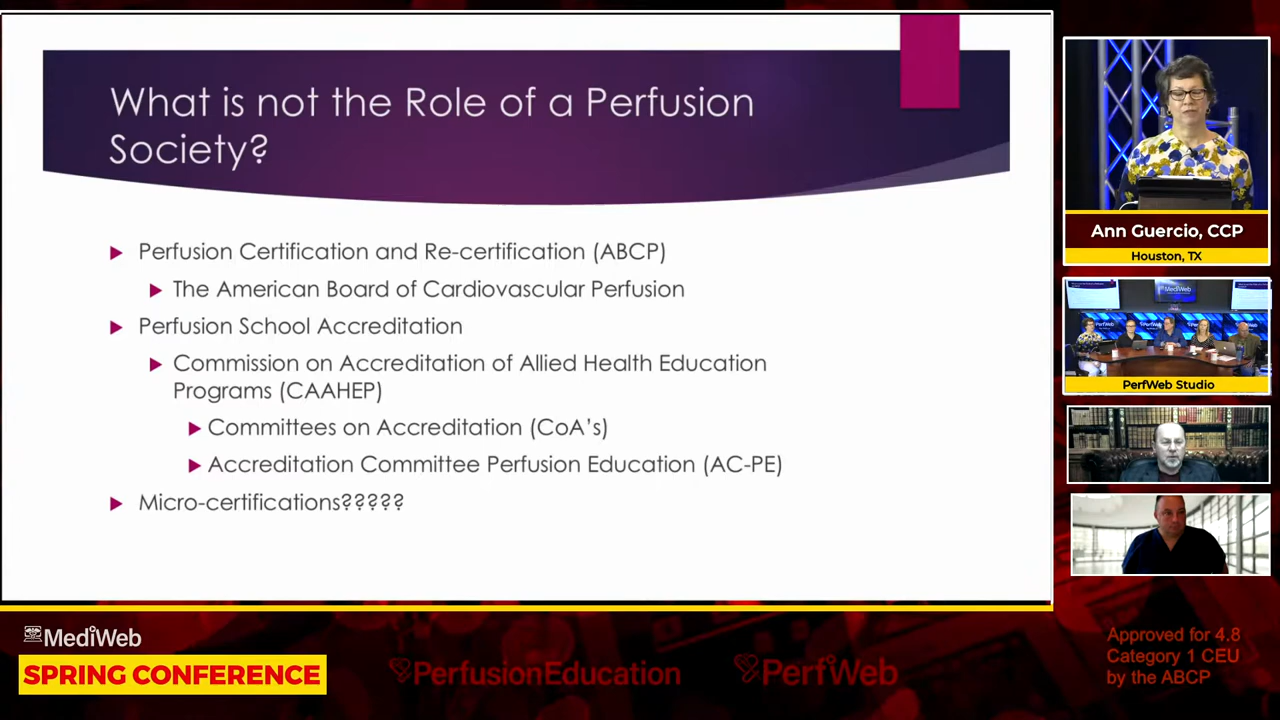 What is not the Role of a Perfusion
Society?
Perfusion Certification and Re-certification (ABCP)
The American Board of Cardiovascular Perfusion
Perfusion School Accreditation
Commission on Accreditation of Allied Health Education
Programs (CAAHEP)
Committees on Accreditation (CoA's)
Accreditation Committee Perfusion Education (AC-PE)
Micro-certifications?????
Ann Guercio, CCP
Houston, TX
MediWeb
PerfWeb
PerfWeb Studio
MediWeb
SPRING CONFERENCE
PerfusionEducation
PerfWeb
Approved for 4.8
Category 1 CEU
by the ABCP